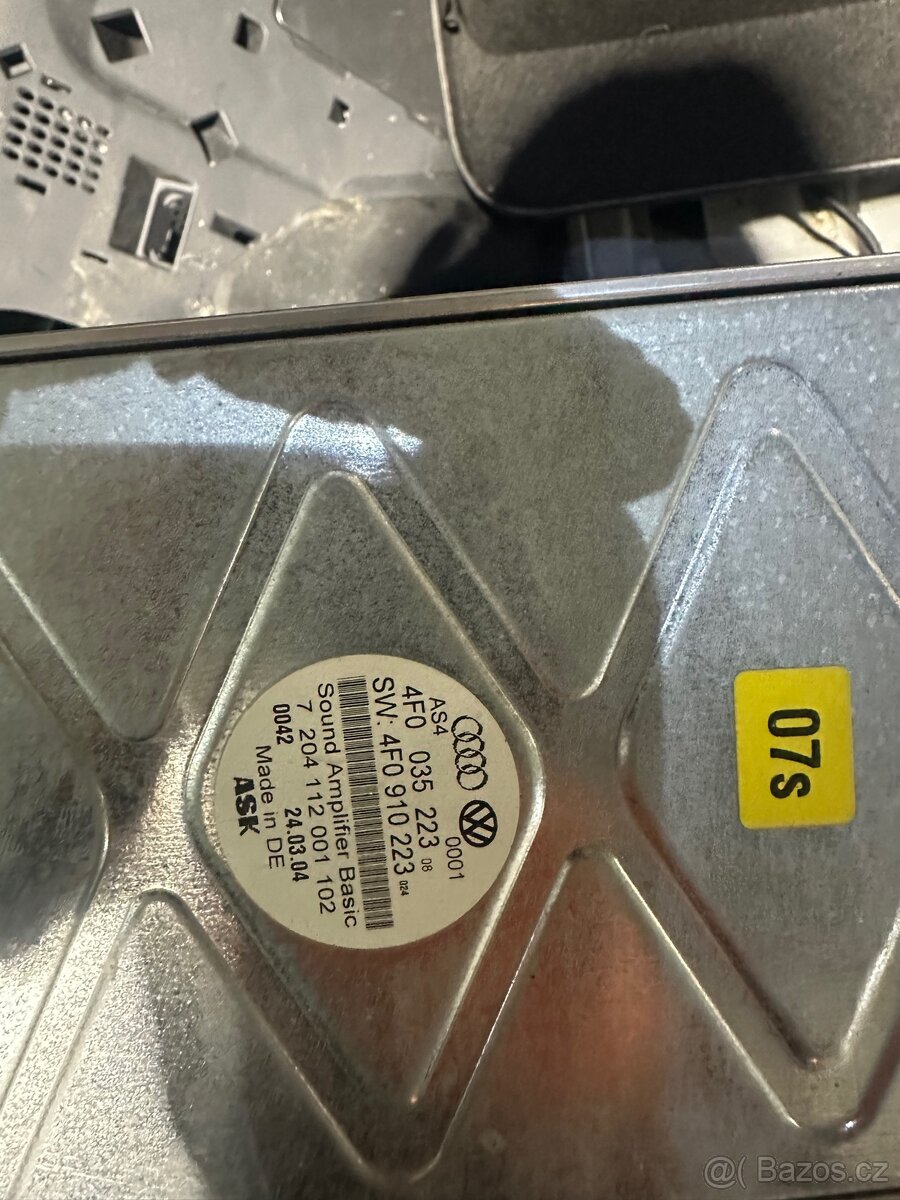 AS4
0001
4F0 035 223 08
SW: 4F0 910 223 024
Sound Amplifier Basic
7 204 112 001 102
0042
24.03.04
Made in DE
ASK
07s
@( Bazos.cz